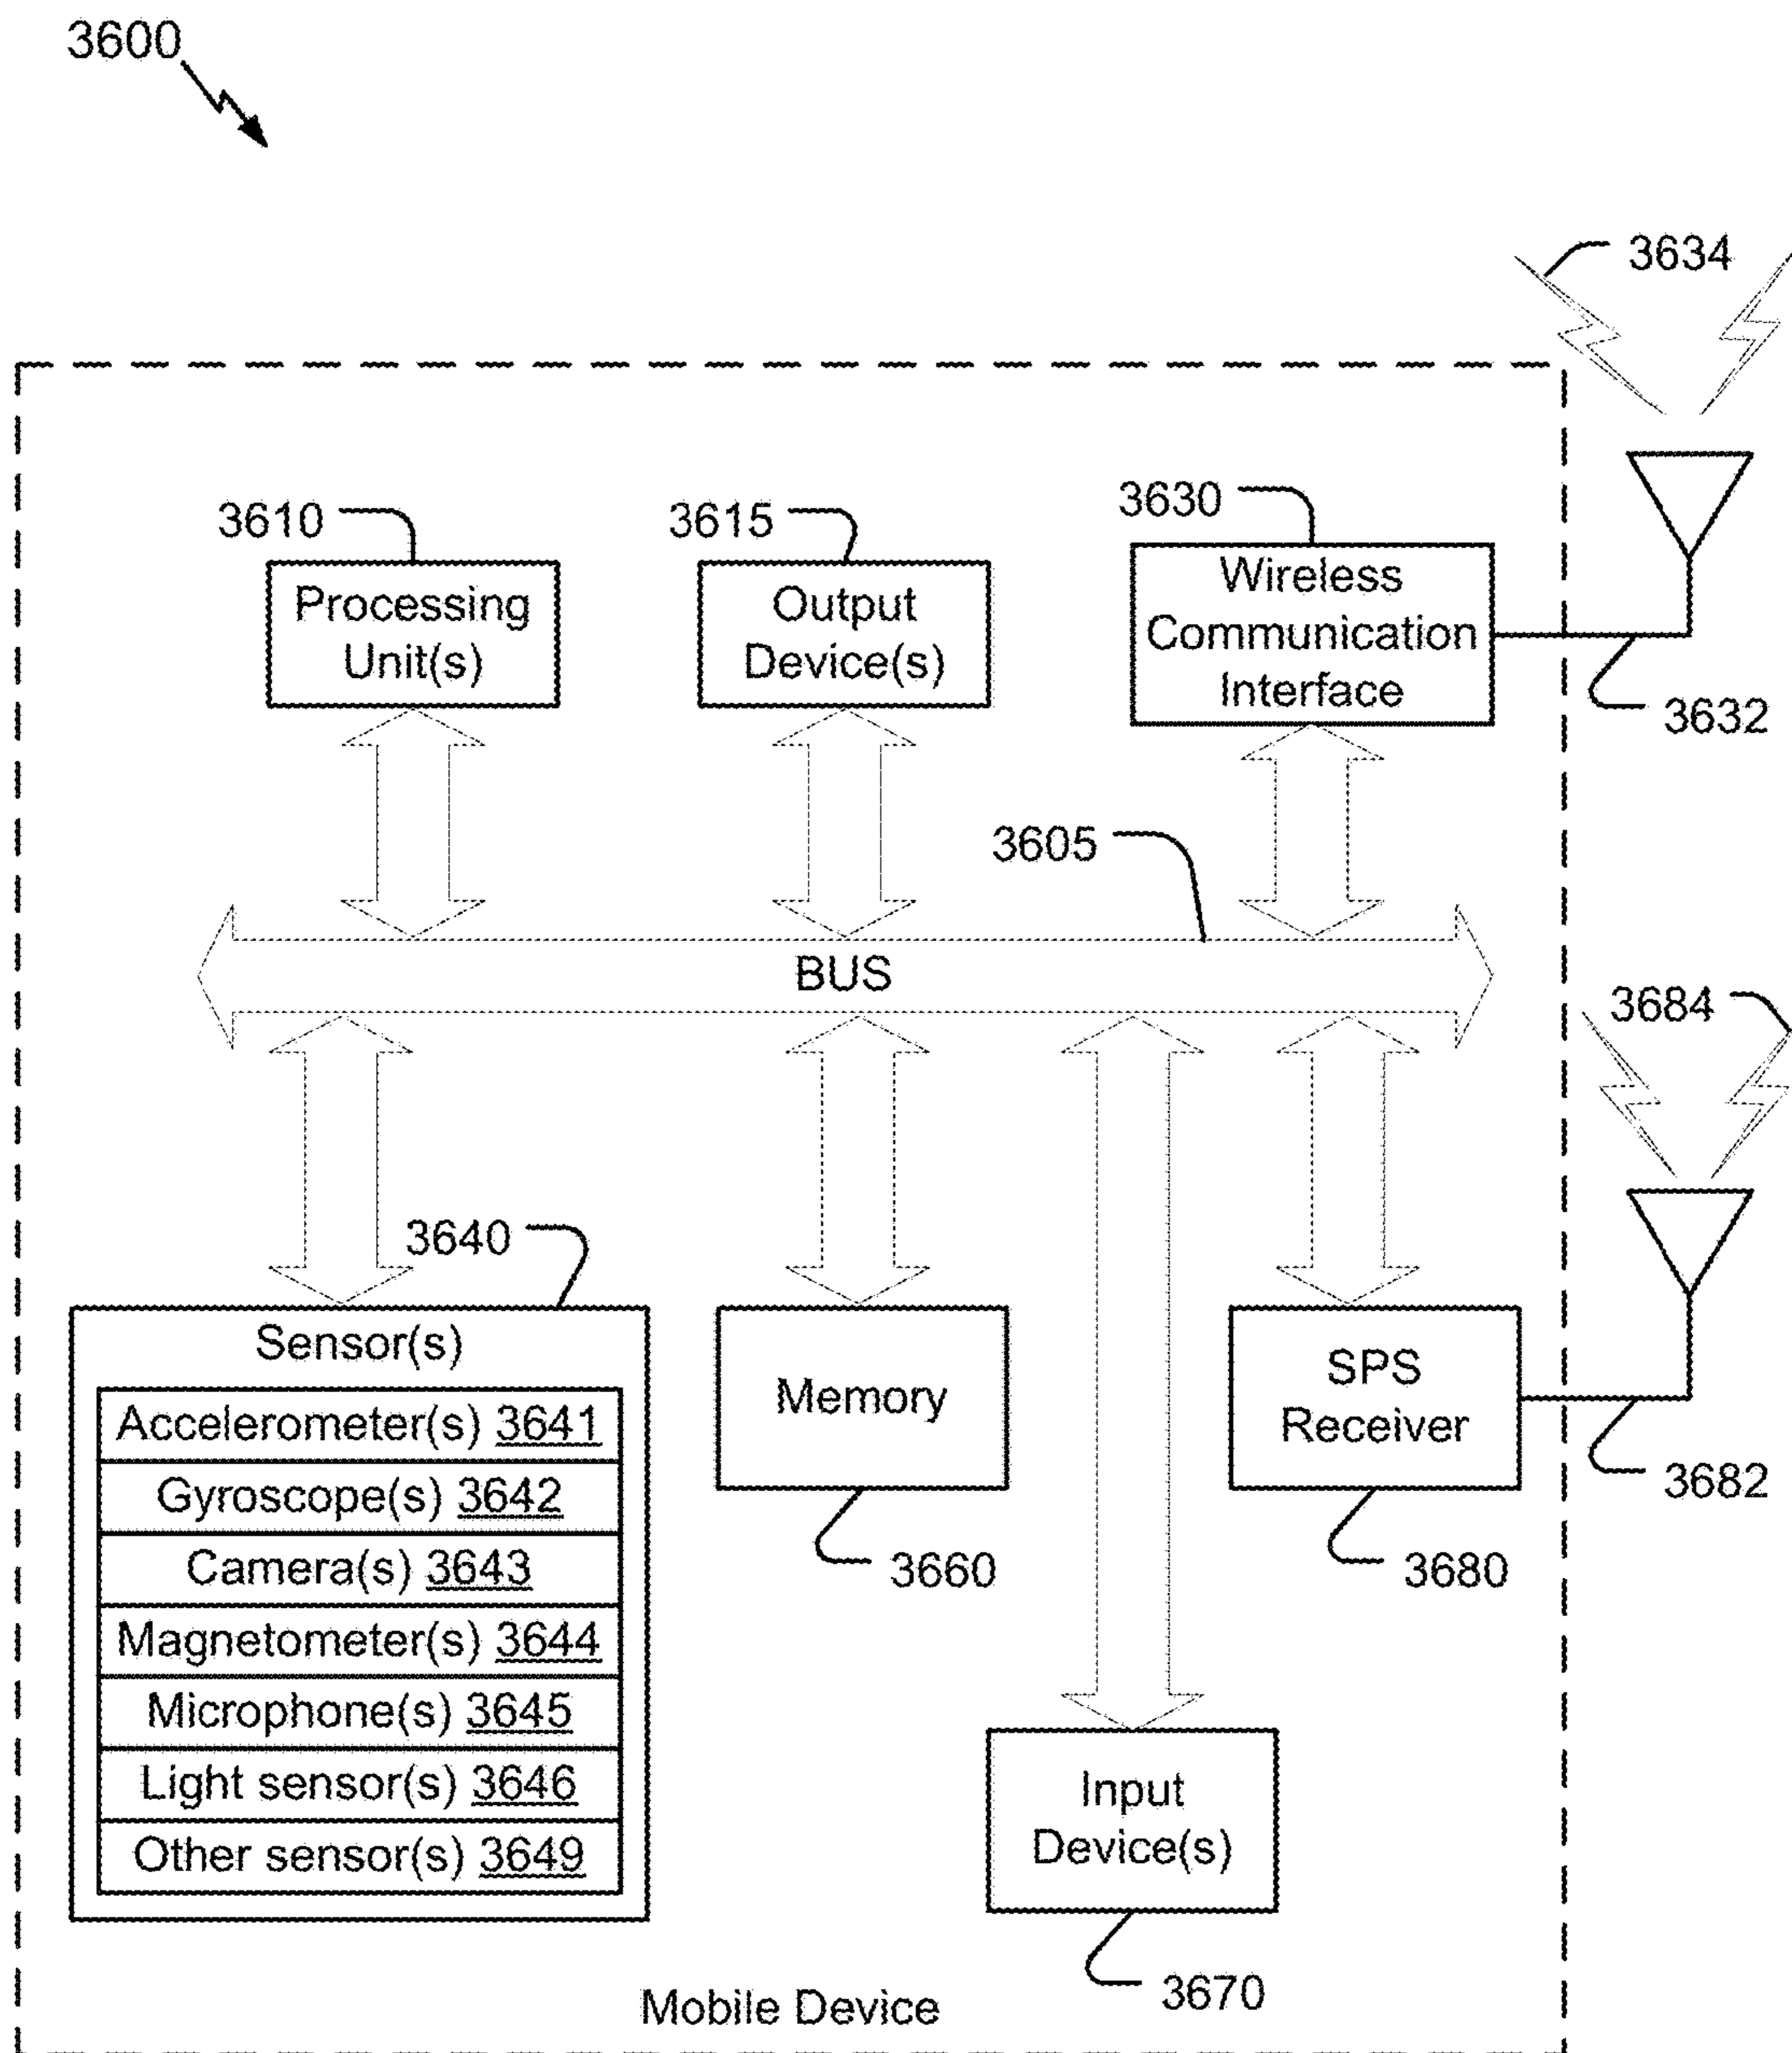 3600
3634
3610
3615
3630
Processing
Unit(s)
Output
Device(s)
Wireless
Communication
Interface
3632
3605
BUS
3684
3640
Sensor(s)
Accelerometer(s) 3641
Gyroscope(s) 3642
Camera(s) 3643
Magnetometer(s) 3644
Microphone(s) 3645
Light sensor(s) 3646
Other sensor(s) 3649
Memory
3660
SPS
Receiver
3682
3680
Input
Device(s)
3670
Mobile Device